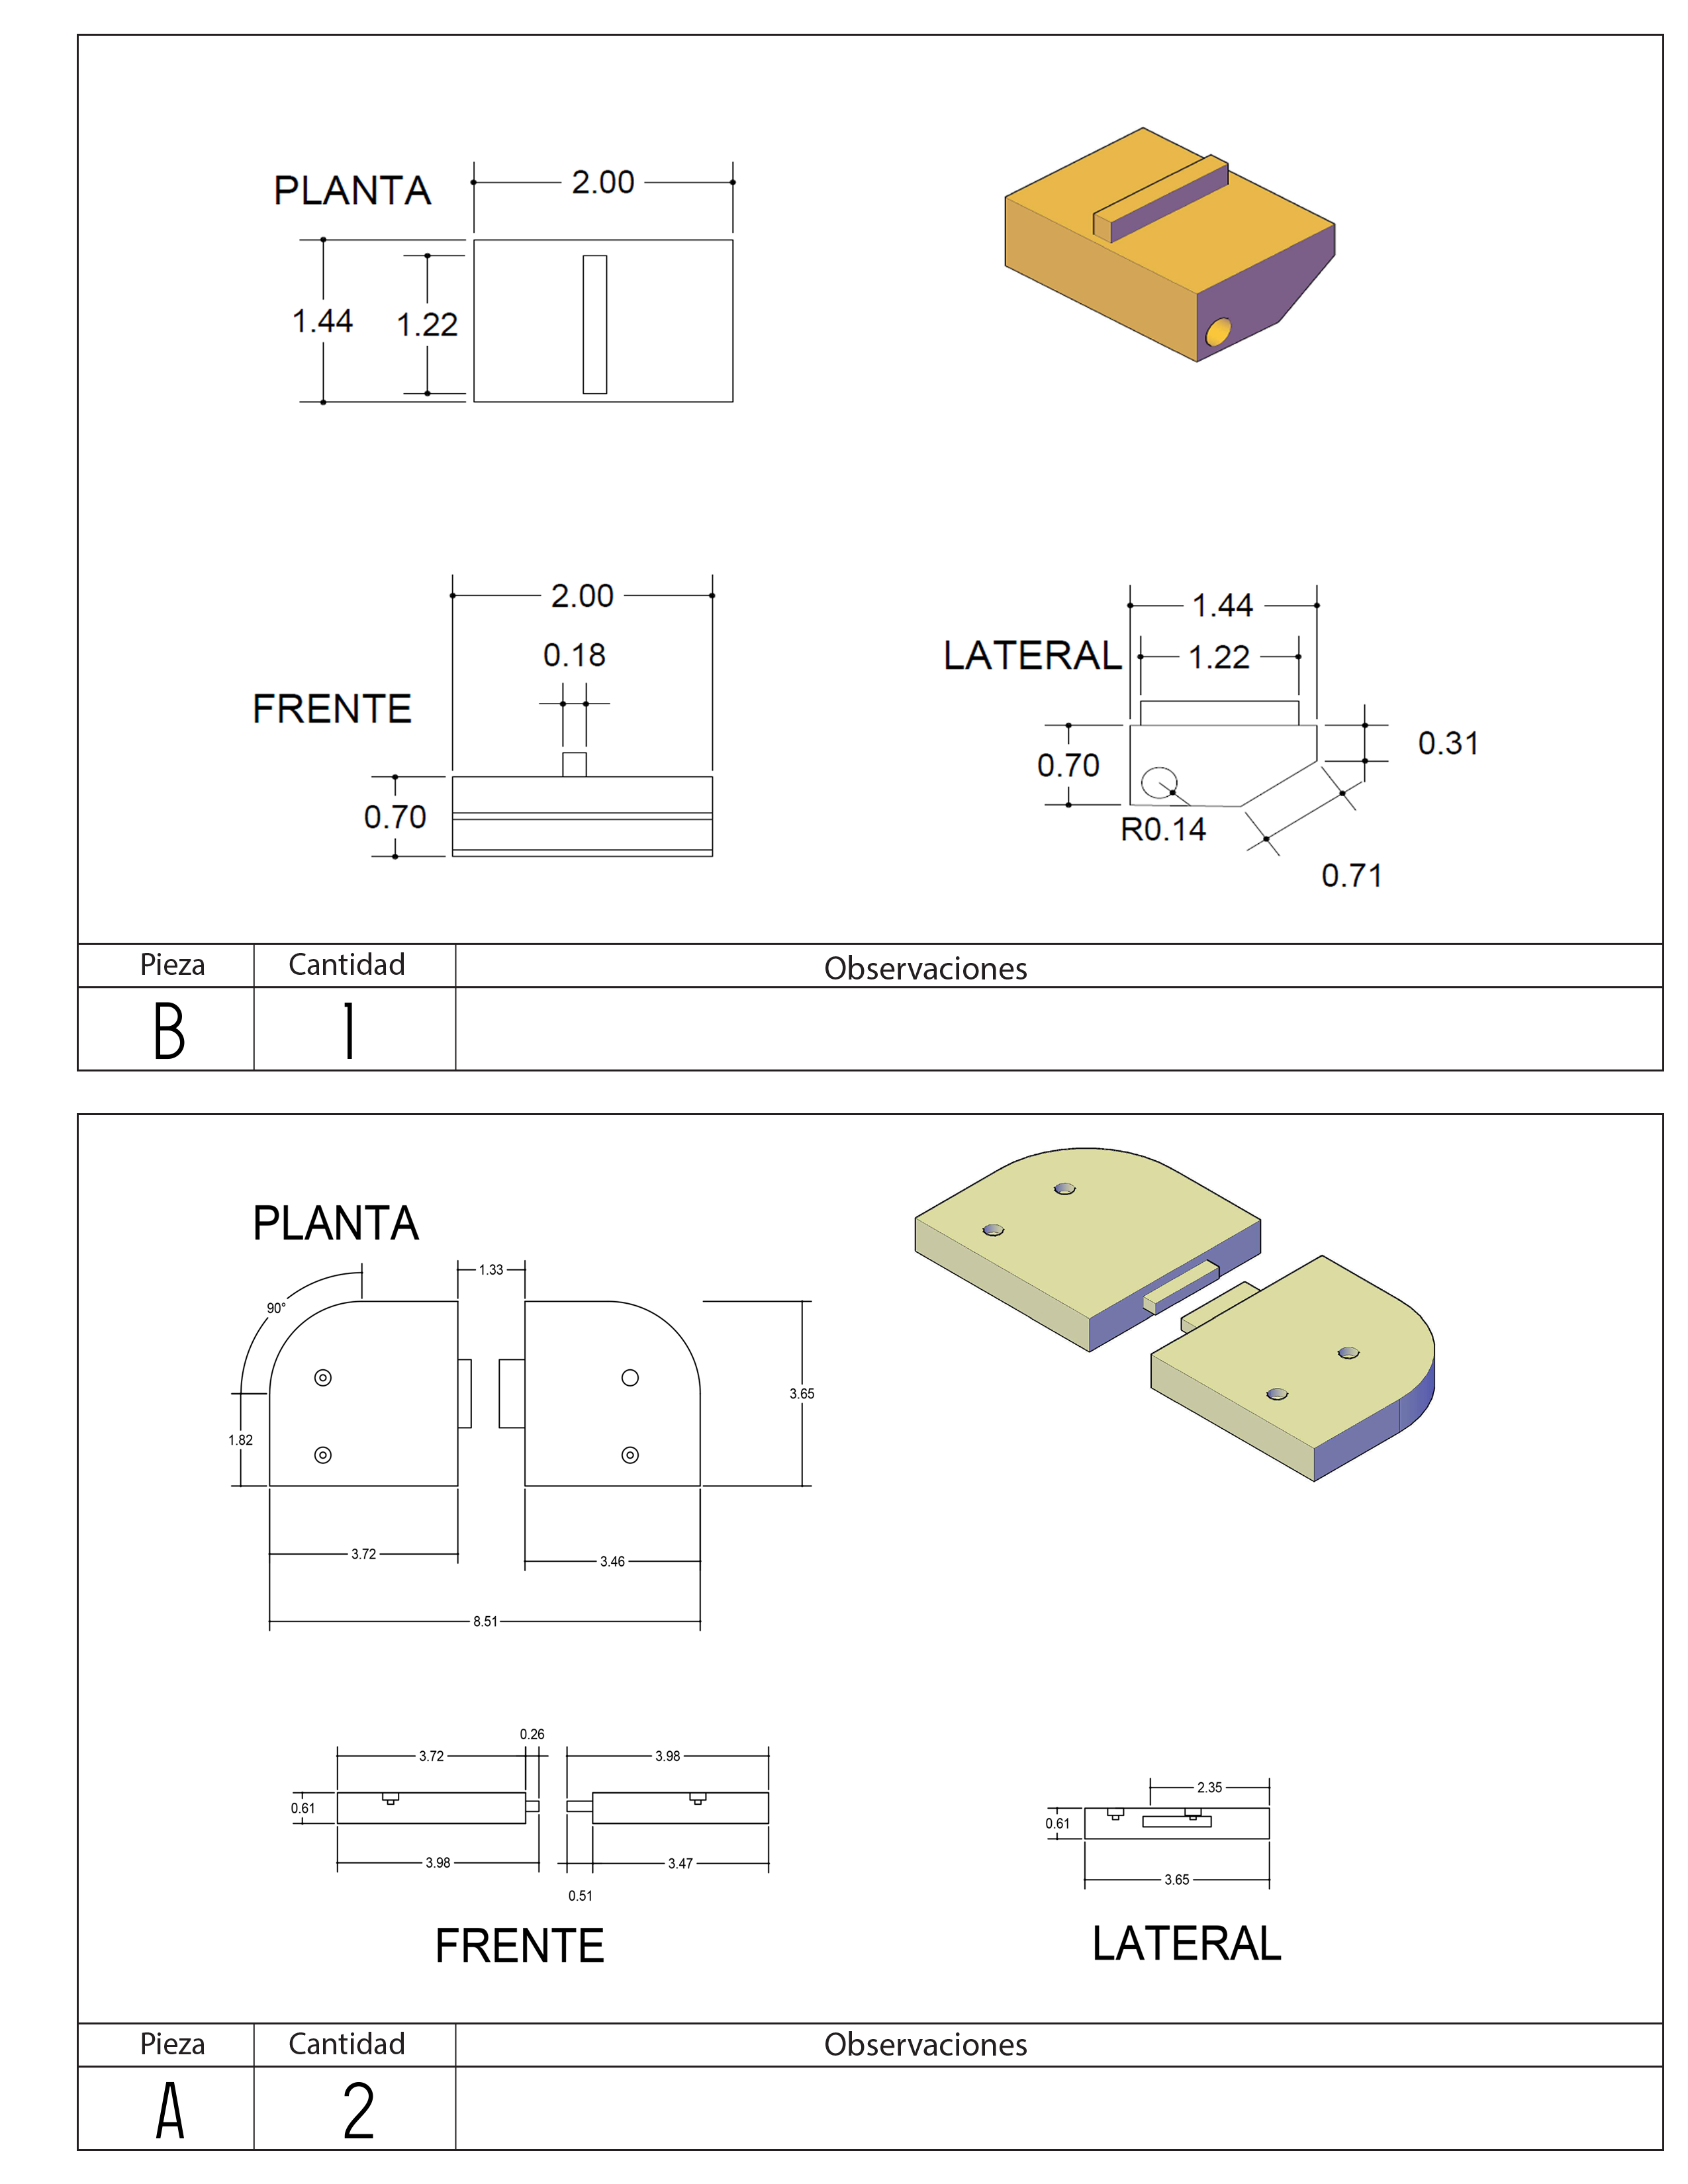 PLANTA
2.00
1.44
1.22
2.00
0.18
FRENTE
0.70
1.44
LATERAL
1.22
0.70
0.31
R0.14
0.71
Pieza Cantidad Observaciones
B 1
PLANTA
1.33
90°
3.65
1.82
3.72
3.46
8.51
0.26
3.72
3.98
0.61
3.98
3.47
0.51
FRENTE
2.35
0.61
3.65
LATERAL
Pieza Cantidad Observaciones
A 2